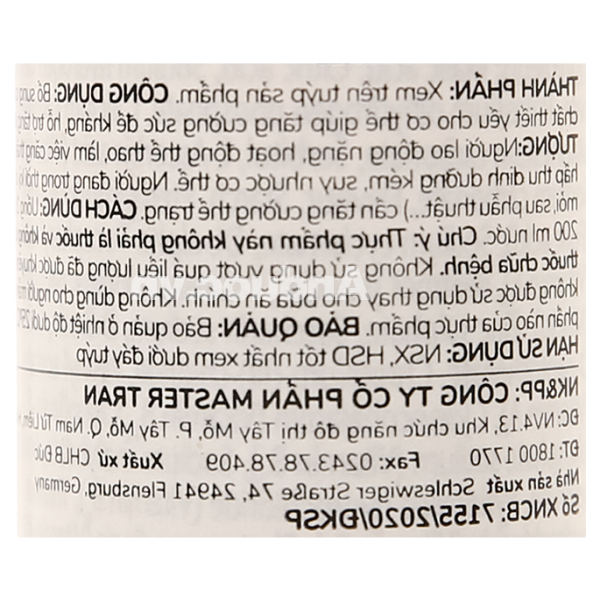 THÀNH PHẦN: Xem trên tuýp sản phẩm. CÔNG DỤNG: Bổ sung
chất thiết yếu cho cơ thể giúp tăng cường sức đề kháng, hỗ trợ tăng
TƯỢNG: Người lao động nặng, hoạt động thể thao, làm việc căng
hấp thu dinh dưỡng kém, suy nhược cơ thể. Người đang trong thời
mỏi, sau phẫu thuật...) cần tăng cường thể trạng. CÁCH DÙNG: Uống
200 ml nước. Chú ý: Thực phẩm này không phải là thuốc và không
thuốc chữa bệnh. Không sử dụng vượt quá liều lượng đã được
không được sử dụng thay cho bữa ăn chính. Không dùng cho người
phần nào của thực phẩm. BẢO QUẢN: Bảo quản ở nhiệt độ dưới 25°C
HẠN SỬ DỤNG: NSX, HSD tốt nhất xem dưới đáy tuýp
NK&PP: CÔNG TY CỔ PHẦN MASTER TRAN
ĐC: NV4.13, Khu chức năng đô thị Tây Mỗ, P. Tây Mỗ, Q. Nam Từ Liêm,
ĐT: 1800 1770 Fax: 0243.78.78.409 Xuất xứ CHLB Đức
Nhà sản xuất Schleswiger Straße 74, 24941 Flensburg, Germany,
Số XNCB: 7155/2020/ĐKSP